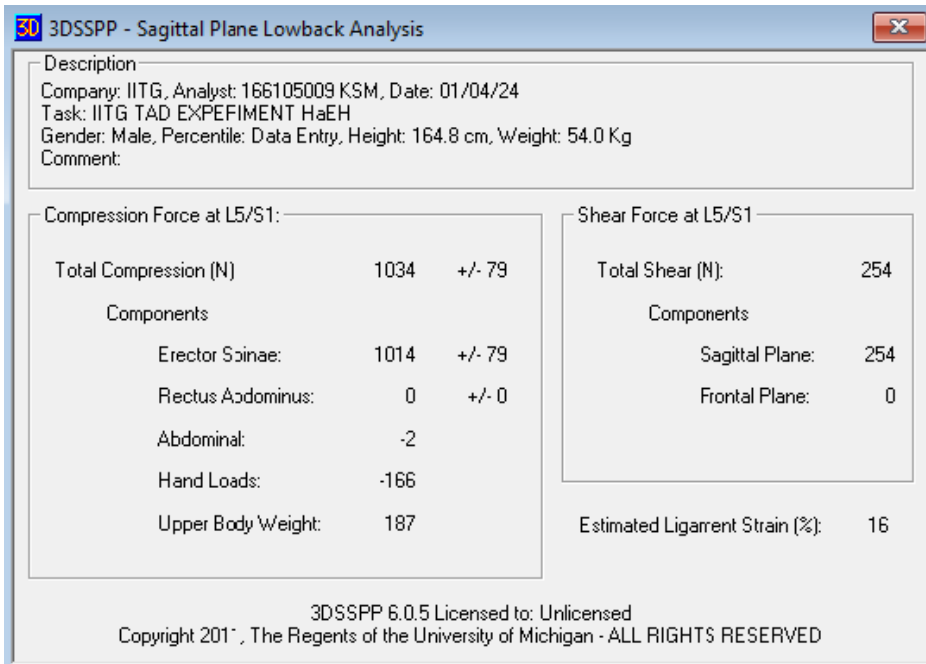 3D 3DSSPP - Sagittal Plane Lowback Analysis
Description
Company: IITG, Analyst: 166105009 KSM, Date: 01/04/24
Task: IITG TAD EXPEFIMENT HaEH
Gender: Male, Percentile: Data Entry, Height: 164.8 cm, Weight: 54.0 Kg
Comment:
Compression Force at L5/S1:
Total Compression (N) 1034 +/- 79
Components
Erector Spinae: 1014 +/- 79
Rectus Abdominus: 0 +/- 0
Abdominal: -2
Hand Loads: -166
Upper Body Weight: 187
Shear Force at L5/S1
Total Shear (N): 254
Components
Sagittal Plane: 254
Frontal Plane: 0
Estimated Ligament Strain (%): 16
3DSSPP 6.0.5 Licensed to: Unlicensed
Copyright , The Regents of the University of Michigan - ALL RIGHTS RESERVED